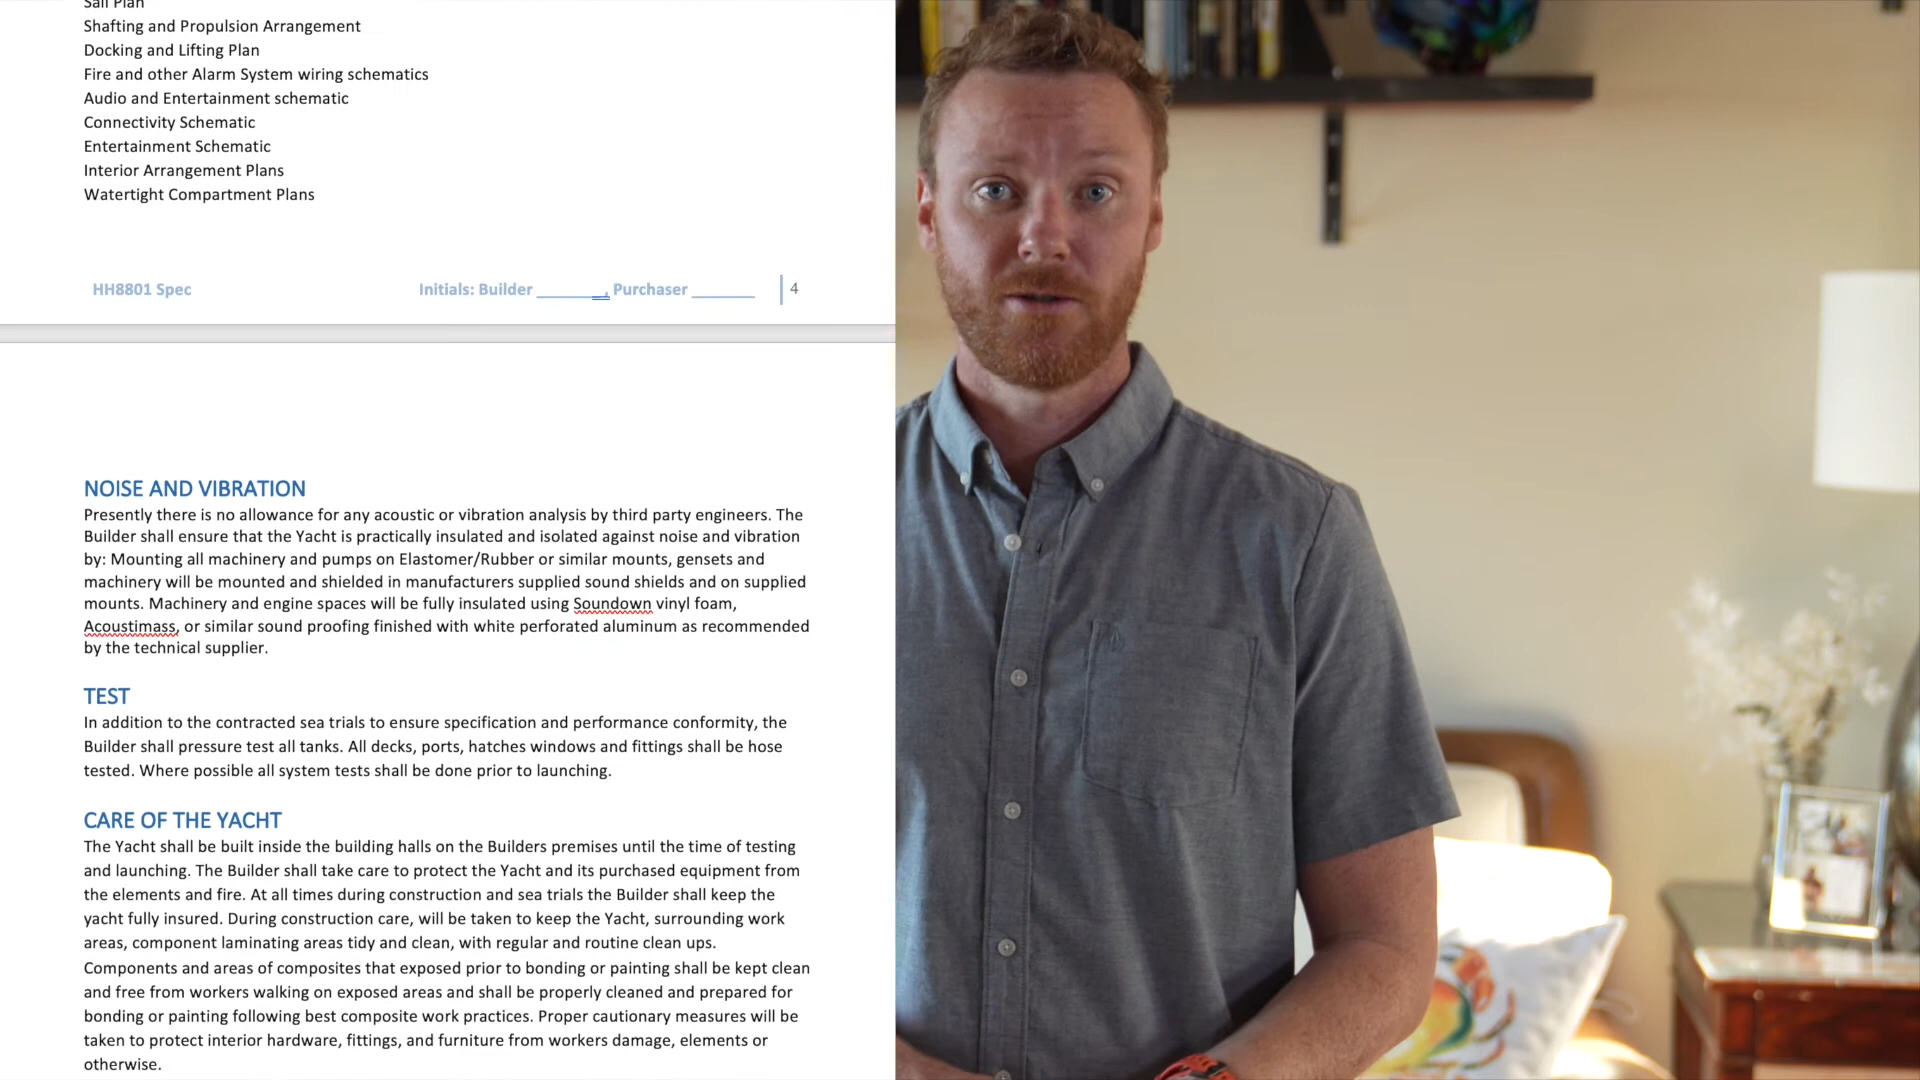 Sail Plan
Shafting and Propulsion Arrangement
Docking and Lifting Plan
Fire and other Alarm System wiring schematics
Audio and Entertainment schematic
Connectivity Schematic
Entertainment Schematic
Interior Arrangement Plans
Watertight Compartment Plans
HH8801 Spec Initials: Builder ________, Purchaser _______ 4
NOISE AND VIBRATION
Presently there is no allowance for any acoustic or vibration analysis by third party engineers. The
Builder shall ensure that the Yacht is practically insulated and isolated against noise and vibration
by: Mounting all machinery and pumps on Elastomer/Rubber or similar mounts, gensets and
machinery will be mounted and shielded in manufacturers supplied sound shields and on supplied
mounts. Machinery and engine spaces will be fully insulated using Soundown vinyl foam,
Acoustimass, or similar sound proofing finished with white perforated aluminum as recommended
by the technical supplier.
TEST
In addition to the contracted sea trials to ensure specification and performance conformity, the
Builder shall pressure test all tanks. All decks, ports, hatches windows and fittings shall be hose
tested. Where possible all system tests shall be done prior to launching.
CARE OF THE YACHT
The Yacht shall be built inside the building halls on the Builders premises until the time of testing
and launching. The Builder shall take care to protect the Yacht and its purchased equipment from
the elements and fire. At all times during construction and sea trials the Builder shall keep the
yacht fully insured. During construction care, will be taken to keep the Yacht, surrounding work
areas, component laminating areas tidy and clean, with regular and routine clean ups.
Components and areas of composites that exposed prior to bonding or painting shall be kept clean
and free from workers walking on exposed areas and shall be properly cleaned and prepared for
bonding or painting following best composite work practices. Proper cautionary measures will be
taken to protect interior hardware, fittings, and furniture from workers damage, elements or
otherwise.